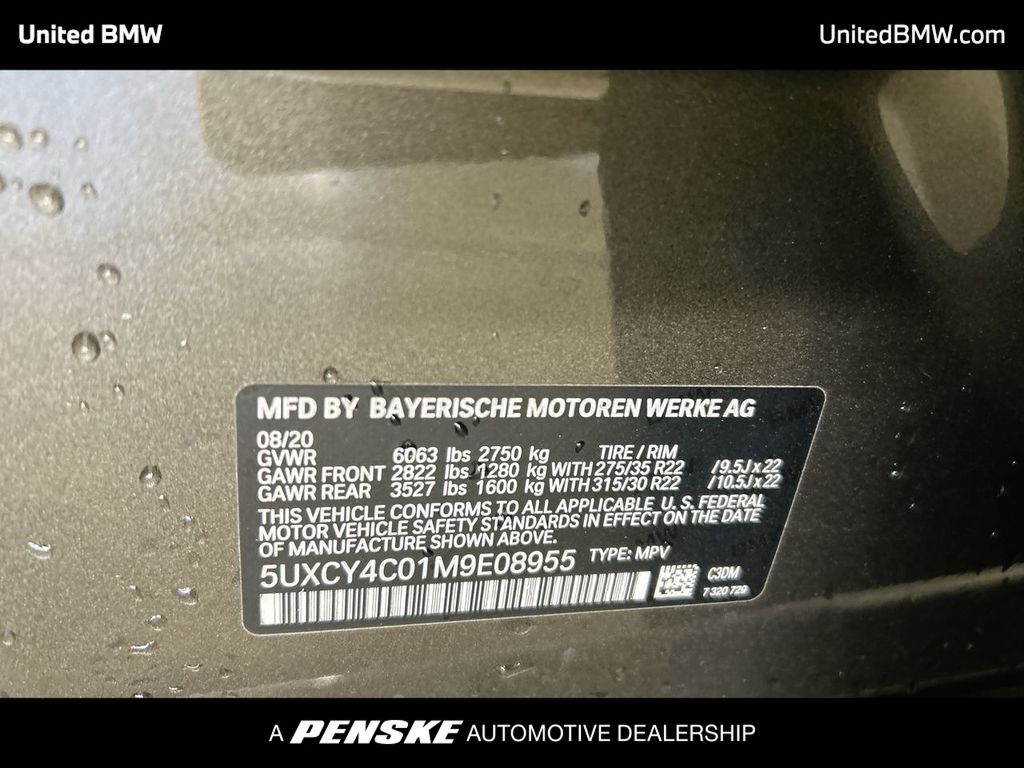 United BMW
UnitedBMW.com
MFD BY BAYERISCHE MOTOREN WERKE AG
08/20
GVWR 6063 lbs 2750 kg TIRE / RIM
GAWR FRONT 2822 lbs 1280 kg WITH 275/35 R22 /9.5J x 22
GAWR REAR 3527 lbs 1600 kg WITH 315/30 R22 /10.5J x 22
THIS VEHICLE CONFORMS TO ALL APPLICABLE U. S. FEDERAL
MOTOR VEHICLE SAFETY STANDARDS IN EFFECT ON THE DATE
OF MANUFACTURE SHOWN ABOVE.
5UXCY4C01M9E08955 TYPE: MPV
C3DM
7 320 729
A PENSKE AUTOMOTIVE DEALERSHIP